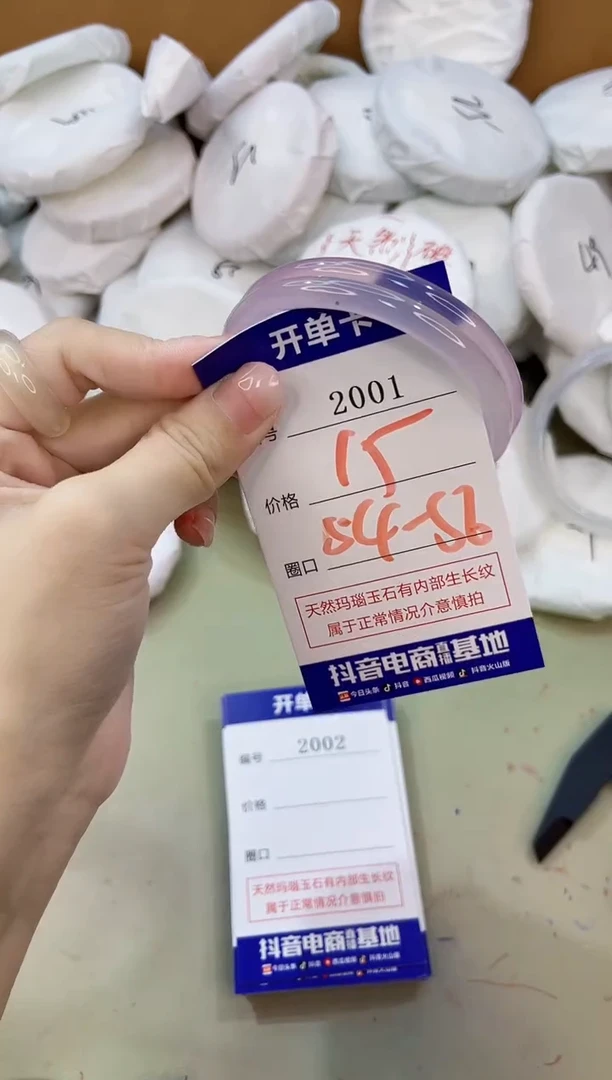 天然
开单卡
号 2001
价格 15
圈口
天然玛瑙玉石有内部生长纹
属于正常情况介意慎拍
抖音电商直播基地
今日头条 抖音 西瓜视频 抖音火山版
开单
编号 2002
价格
圈口
天然玛瑙玉石有内部生长纹
属于正常情况介意慎拍
抖音电商直播基地
今日头条 抖音 西瓜视频 抖音火山版